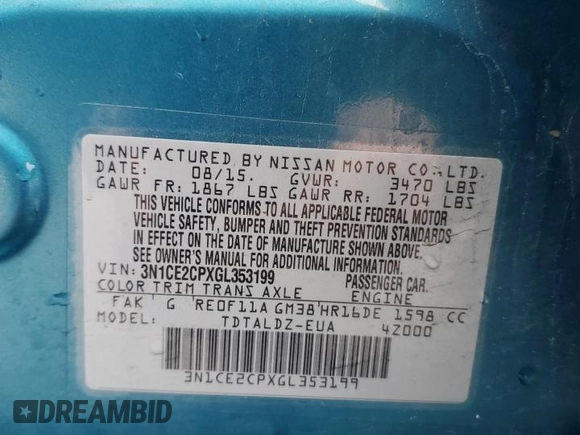 MANUFACTURED BY NISSAN MOTOR CO.,LTD.
DATE: 08/15. GVWR: 3470 LBS
GAWR FR: 1867 LBS GAWR RR: 1704 LBS
THIS VEHICLE CONFORMS TO ALL APPLICABLE FEDERAL MOTOR
VEHICLE SAFETY, BUMPER AND THEFT PREVENTION STANDARDS
IN EFFECT ON THE DATE OF MANUFACTURE SHOWN ABOVE.
SEE OWNER'S MANUAL FOR ADDITIONAL INFORMATION.
VIN: 3N1CE2CPXGL353199 PASSENGER CAR.
COLOR TRIM TRANS AXLE ENGINE
FAK G RE0F11A GM38 HR16DE 1598 CC
MODEL: TDTALDZ-EUA 4Z000
3N1CE2CPXGL353199
DREAMBID